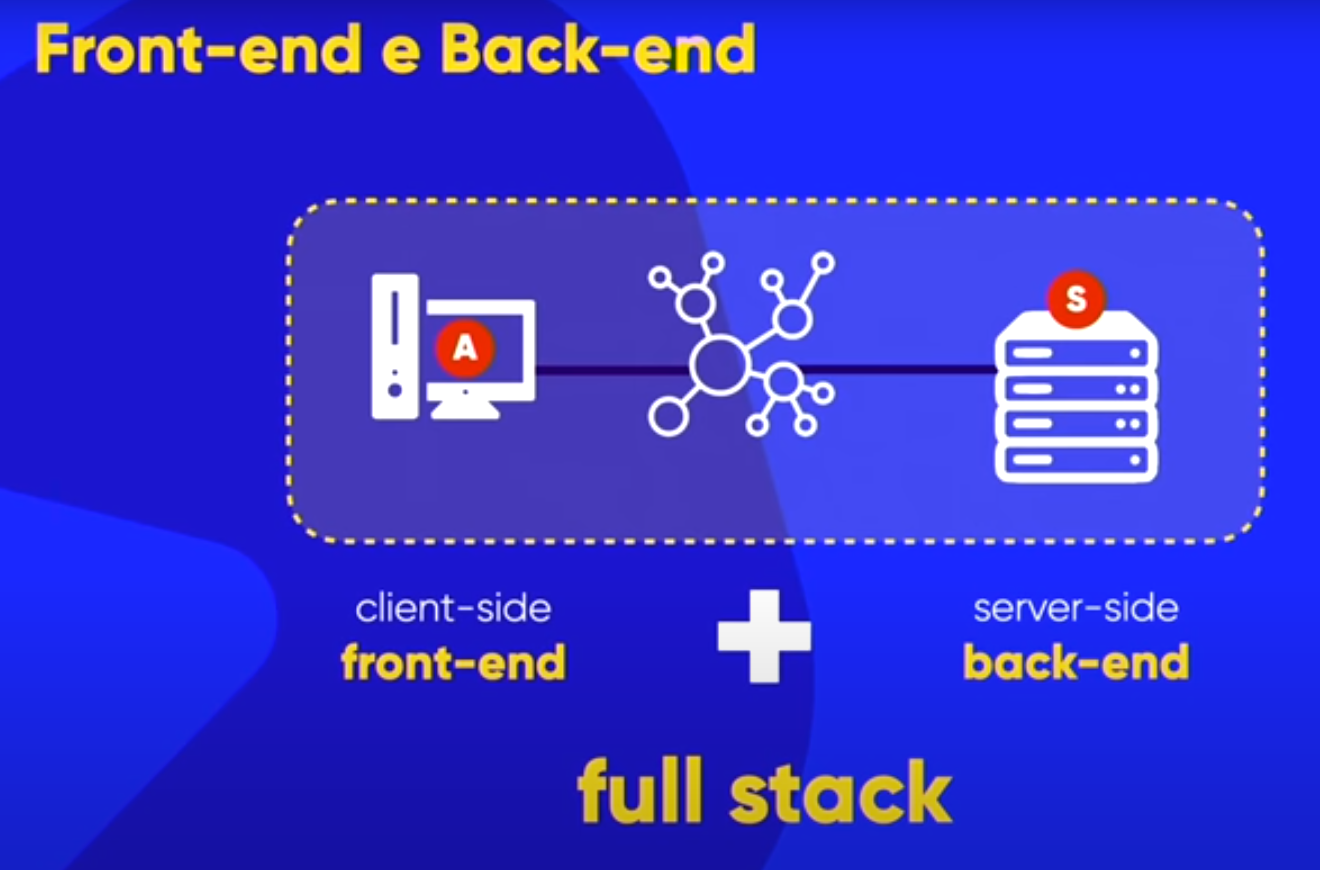 Front-end e Back-end
A
S
client-side
front-end
server-side
back-end
full stack